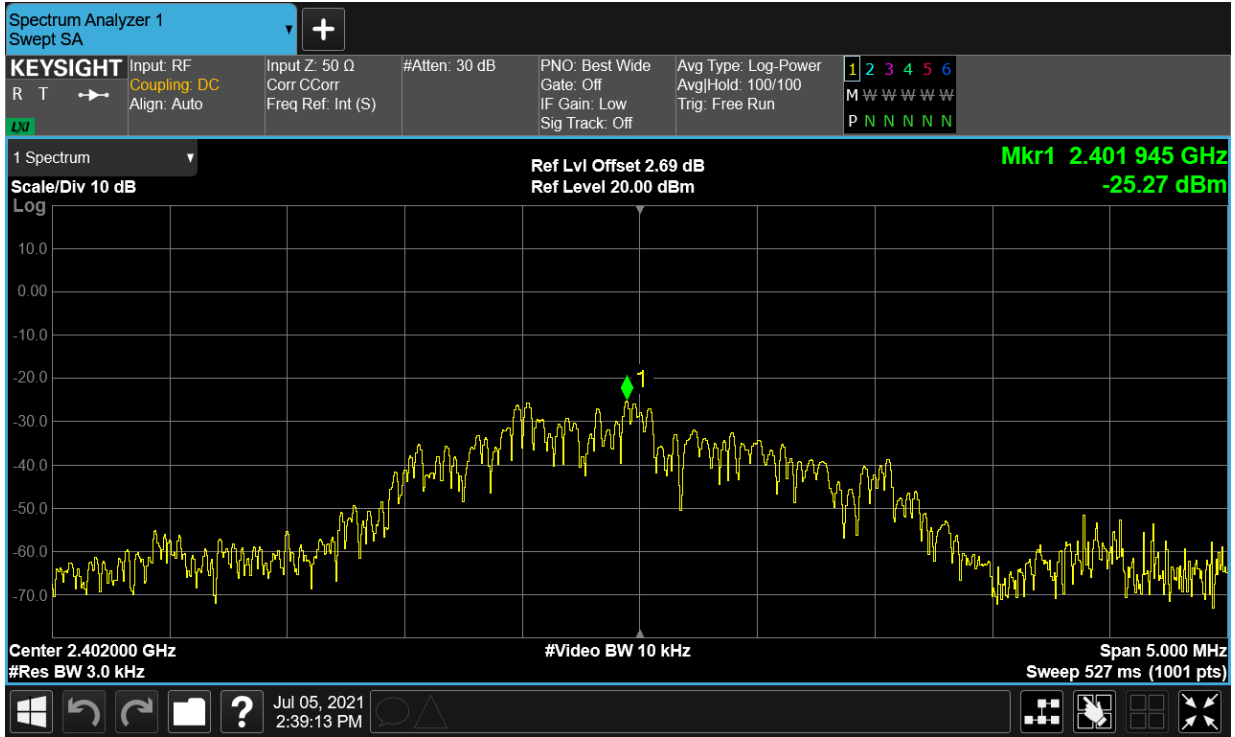 Spectrum Analyzer 1
Swept SA
KEYSIGHT
R T
LXI
Input: RF
Coupling: DC
Align: Auto
Input Z: 50 Ω
Corr CCorr
Freq Ref: Int (S)
#Atten: 30 dB
PNO: Best Wide
Gate: Off
IF Gain: Low
Sig Track: Off
Avg Type: Log-Power
Avg|Hold: 100/100
Trig: Free Run
1 2 3 4 5 6
M W W W W W
P N N N N N
1 Spectrum
Scale/Div 10 dB
Log
Ref Lvl Offset 2.69 dB
Ref Level 20.00 dBm
Mkr1 2.401 945 GHz
-25.27 dBm
10.0
0.00
-10.0
-20.0
1
-30.0
-40.0
-50.0
-60.0
-70.0
Center 2.402000 GHz
#Res BW 3.0 kHz
#Video BW 10 kHz
Span 5.000 MHz
Sweep 527 ms (1001 pts)
?
Jul 05, 2021
2:39:13 PM